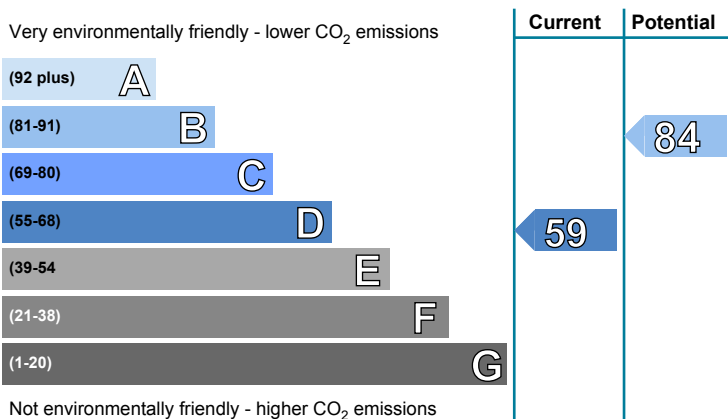 Very environmentally friendly - lower CO₂ emissions
Current
Potential
(92 plus) A
(81-91) B
84
(69-80) C
(55-68) D
59
(39-54 E
(21-38) F
(1-20) G
Not environmentally friendly - higher CO₂ emissions